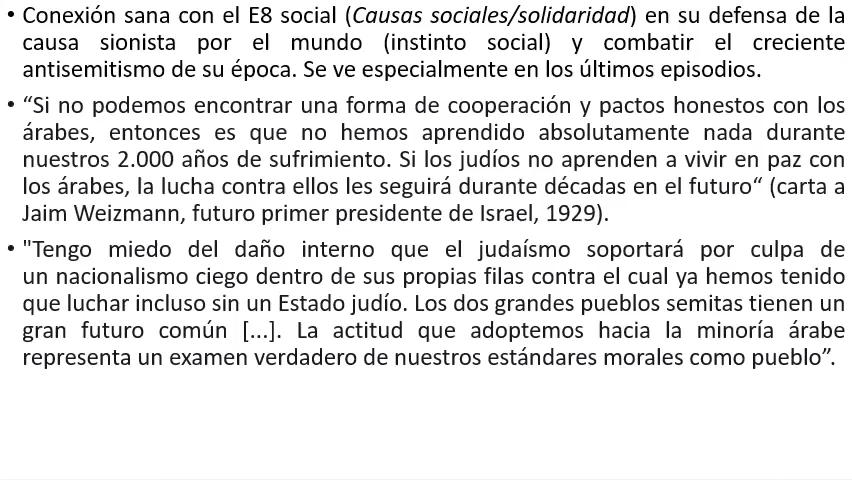 • Conexión sana con el E8 social (Causas sociales/solidaridad) en su defensa de la
causa sionista por el mundo (instinto social) y combatir el creciente
antisemitismo de su época. Se ve especialmente en los últimos episodios.
• “Si no podemos encontrar una forma de cooperación y pactos honestos con los
árabes, entonces es que no hemos aprendido absolutamente nada durante
nuestros 2.000 años de sufrimiento. Si los judíos no aprenden a vivir en paz con
los árabes, la lucha contra ellos les seguirá durante décadas en el futuro“ (carta a
Jaim Weizmann, futuro primer presidente de Israel, 1929).
• "Tengo miedo del daño interno que el judaísmo soportará por culpa de
un nacionalismo ciego dentro de sus propias filas contra el cual ya hemos tenido
que luchar incluso sin un Estado judío. Los dos grandes pueblos semitas tienen un
gran futuro común [...]. La actitud que adoptemos hacia la minoría árabe
representa un examen verdadero de nuestros estándares morales como pueblo”.